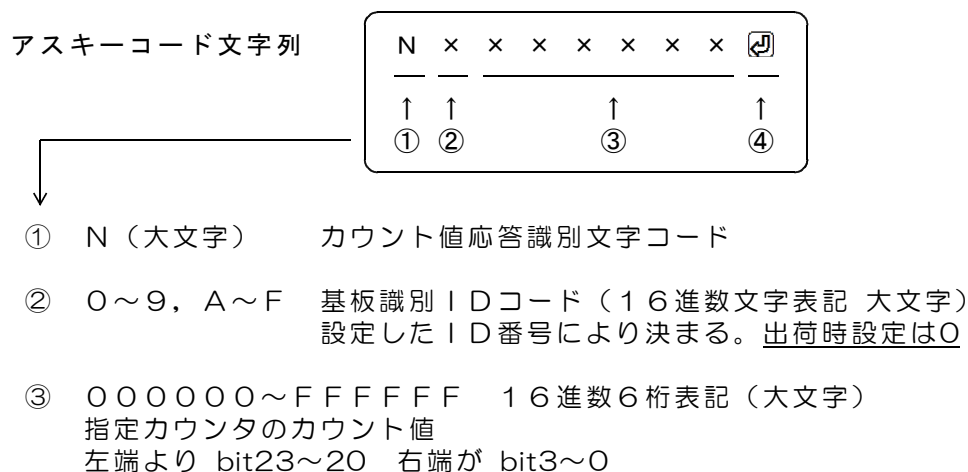 アスキーコード文字列
N × × × × × × × ⏎
↑ ↑ ↑ ↑
① ② ③ ④
① N(大文字) カウント値応答識別文字コード
② 0~9,A~F 基板識別IDコード(16進数文字表記 大文字)
設定したID番号により決まる。出荷時設定は0
③ 000000~FFFFFF 16進数6桁表記(大文字)
指定カウンタのカウント値
左端より bit23~20 右端が bit3~0